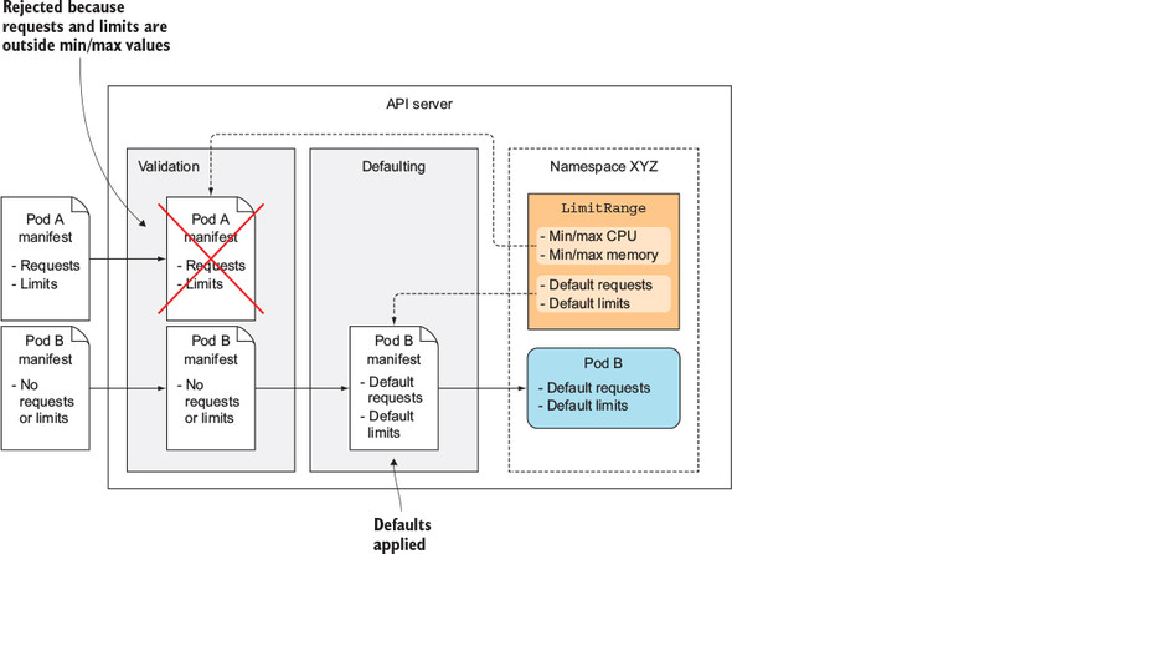 Rejected because
requests and limits are
outside min/max values
API server
Validation
Defaulting
Namespace XYZ
Pod A
manifest
- Requests
- Limits
Pod A
manifest
- Requests
- Limits
LimitRange
- Min/max CPU
- Min/max memory
- Default requests
- Default limits
Pod B
manifest
- No
requests
or limits
Pod B
manifest
- No
requests
or limits
Pod B
manifest
- Default
requests
- Default
limits
Pod B
- Default requests
- Default limits
Defaults
applied